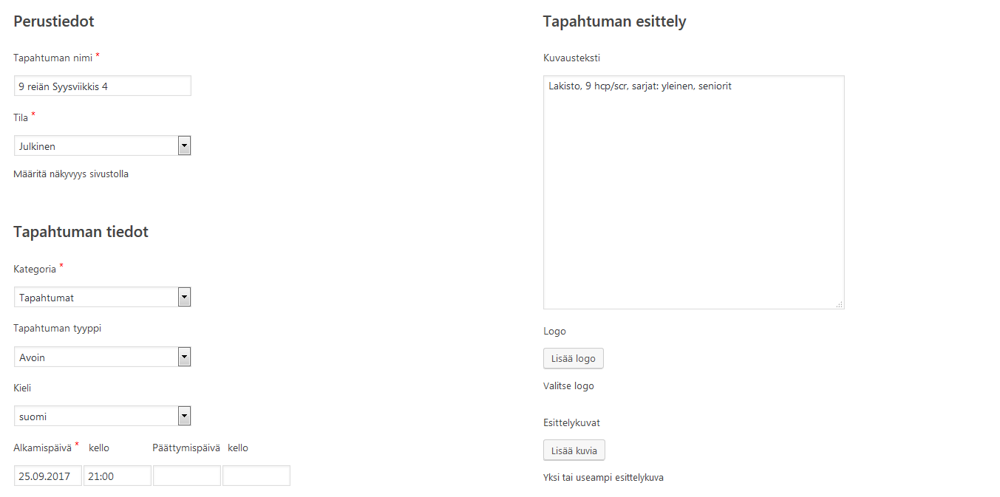 Perustiedot
Tapahtuman nimi *
9 reiän Syysviikkis 4
Tila *
Julkinen
Määritä näkyvyys sivustolla
Tapahtuman tiedot
Kategoria *
Tapahtumat
Tapahtuman tyyppi
Avoin
Kieli
suomi
Alkamispäivä * kello Päättymispäivä kello
25.09.2017 21:00
Tapahtuman esittely
Kuvausteksti
Lakisto, 9 hcp/scr, sarjat: yleinen, seniorit
Logo
Lisää logo
Valitse logo
Esittelykuvat
Lisää kuvia
Yksi tai useampi esittelykuva